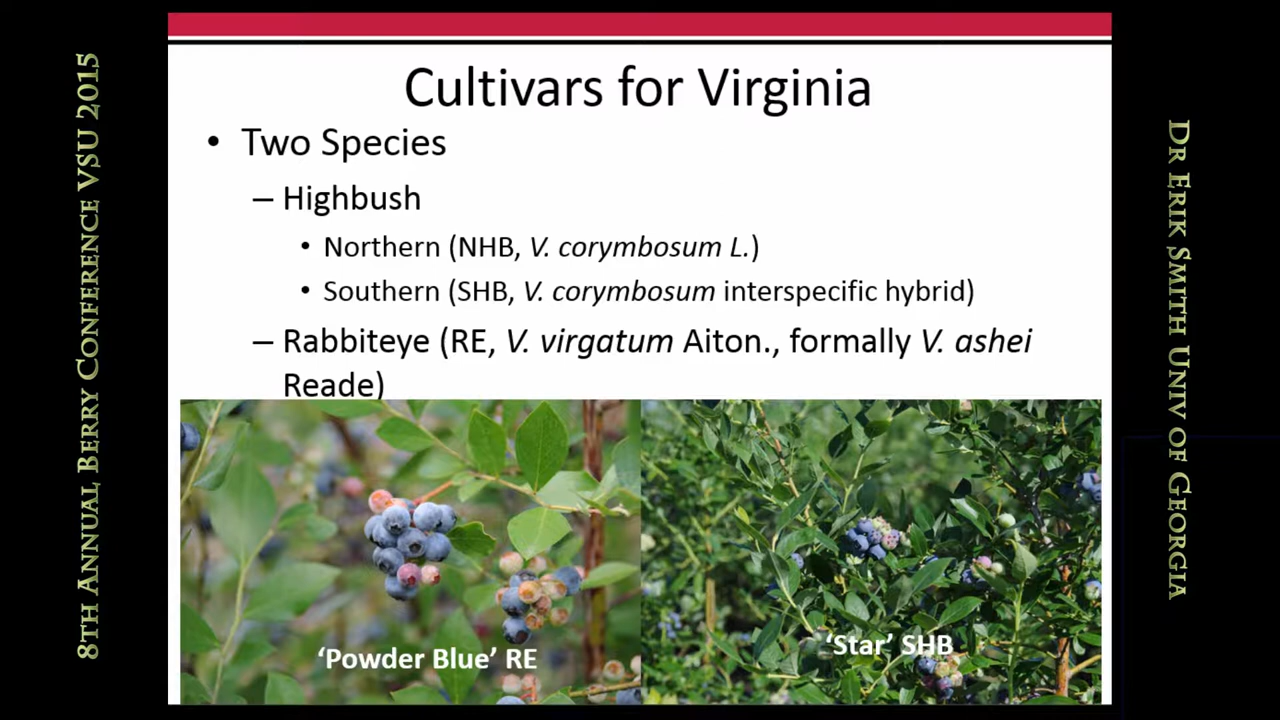 8TH ANNUAL BERRY CONFERENCE VSU 2015
Cultivars for Virginia
• Two Species
– Highbush
• Northern (NHB, V. corymbosum L.)
• Southern (SHB, V. corymbosum interspecific hybrid)
– Rabbiteye (RE, V. virgatum Aiton., formally V. ashei
Reade)
‘Powder Blue’ RE
‘Star’ SHB
DR ERIK SMITH UNIV OF GEORGIA